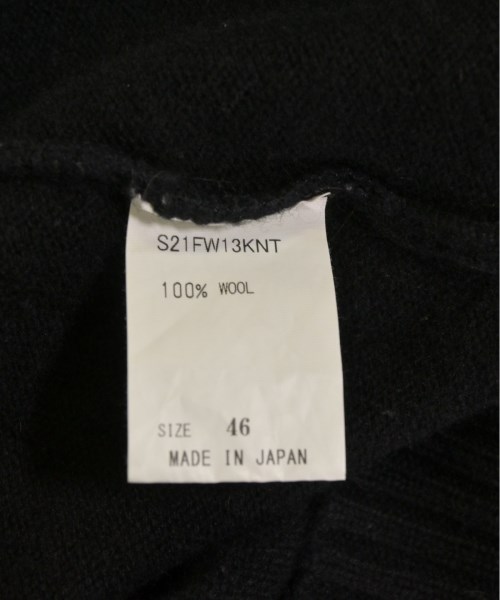 S21FW13KNT
100% WOOL
SIZE 46
MADE IN JAPAN